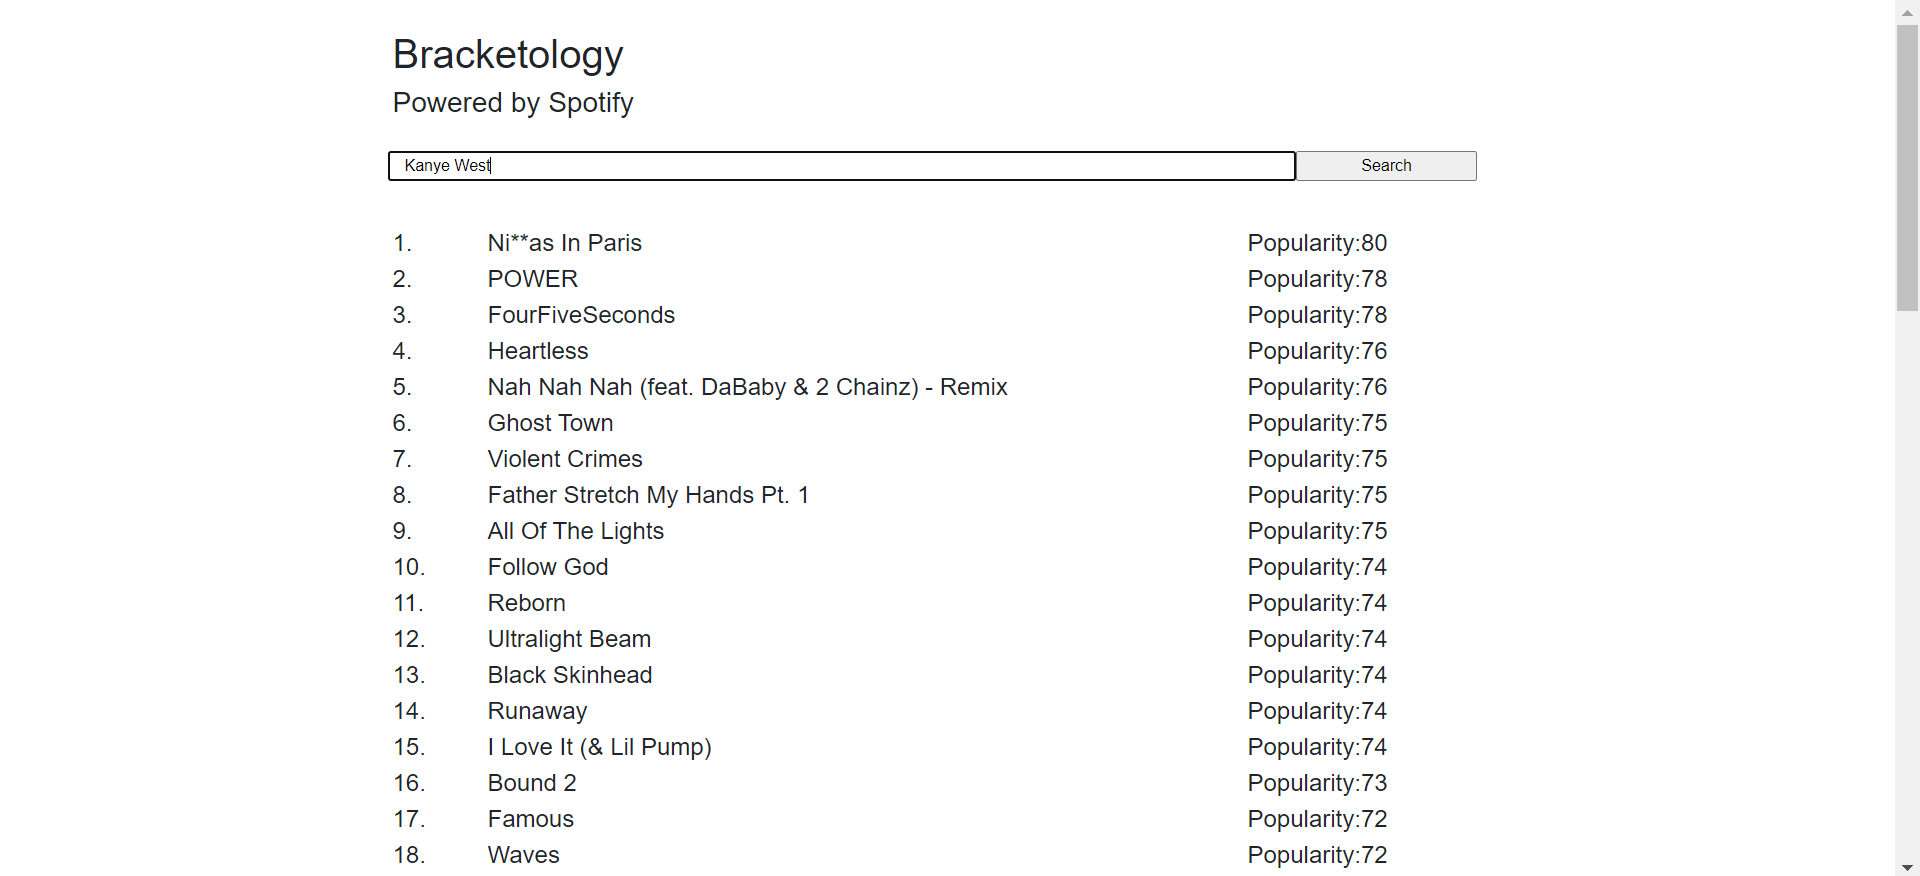 Bracketology
Powered by Spotify
Kanye West Search
1. Ni**as In Paris Popularity:80
2. POWER Popularity:78
3. FourFiveSeconds Popularity:78
4. Heartless Popularity:76
5. Nah Nah Nah (feat. DaBaby & 2 Chainz) - Remix Popularity:76
6. Ghost Town Popularity:75
7. Violent Crimes Popularity:75
8. Father Stretch My Hands Pt. 1 Popularity:75
9. All Of The Lights Popularity:75
10. Follow God Popularity:74
11. Reborn Popularity:74
12. Ultralight Beam Popularity:74
13. Black Skinhead Popularity:74
14. Runaway Popularity:74
15. I Love It (& Lil Pump) Popularity:74
16. Bound 2 Popularity:73
17. Famous Popularity:72
18. Waves Popularity:72